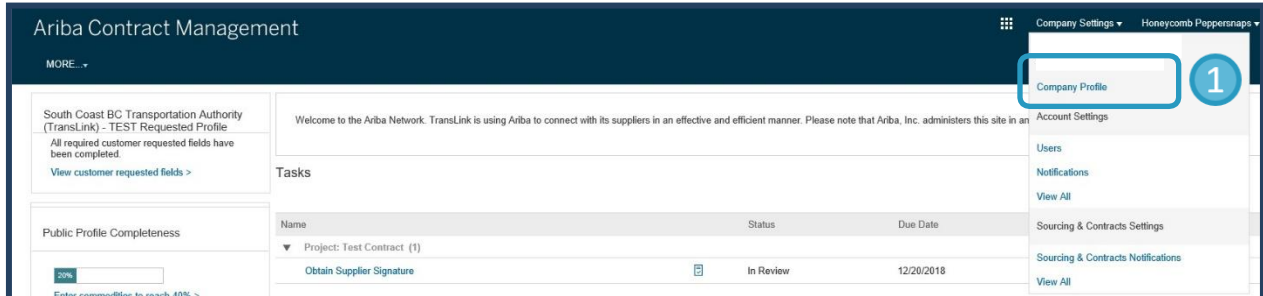 Ariba Contract Management
Company Settings ▾
Honeycomb Peppersnaps ▾
MORE...▾
Company Profile
1
Account Settings
Users
Notifications
View All
Sourcing & Contracts Settings
Sourcing & Contracts Notifications
View All
South Coast BC Transportation Authority
(TransLink) - TEST Requested Profile
All required customer requested fields have
been completed.
View customer requested fields >
Public Profile Completeness
20%
Enter commodities to reach 40% >
Welcome to the Ariba Network. TransLink is using Ariba to connect with its suppliers in an effective and efficient manner. Please note that Ariba, Inc. administers this site in an
Tasks
Name Status Due Date
▼ Project: Test Contract (1)
Obtain Supplier Signature In Review 12/20/2018